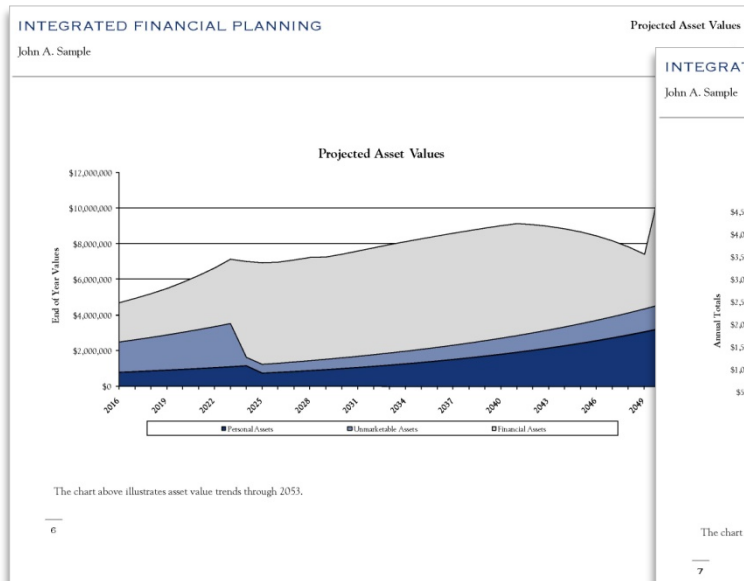 INTEGRATED FINANCIAL PLANNING
Projected Asset Values
John A. Sample
Projected Asset Values
$12,000,000
$10,000,000
$8,000,000
$6,000,000
$4,000,000
$2,000,000
$0
End of Year Values
2016 2019 2022 2025 2028 2031 2034 2037 2040 2043 2046 2049
Personal Assets Unmarketable Assets Financial Assets
The chart above illustrates asset value trends through 2053.
6
INTEGRA
John A. Sample
Annual Totals
The chart
7